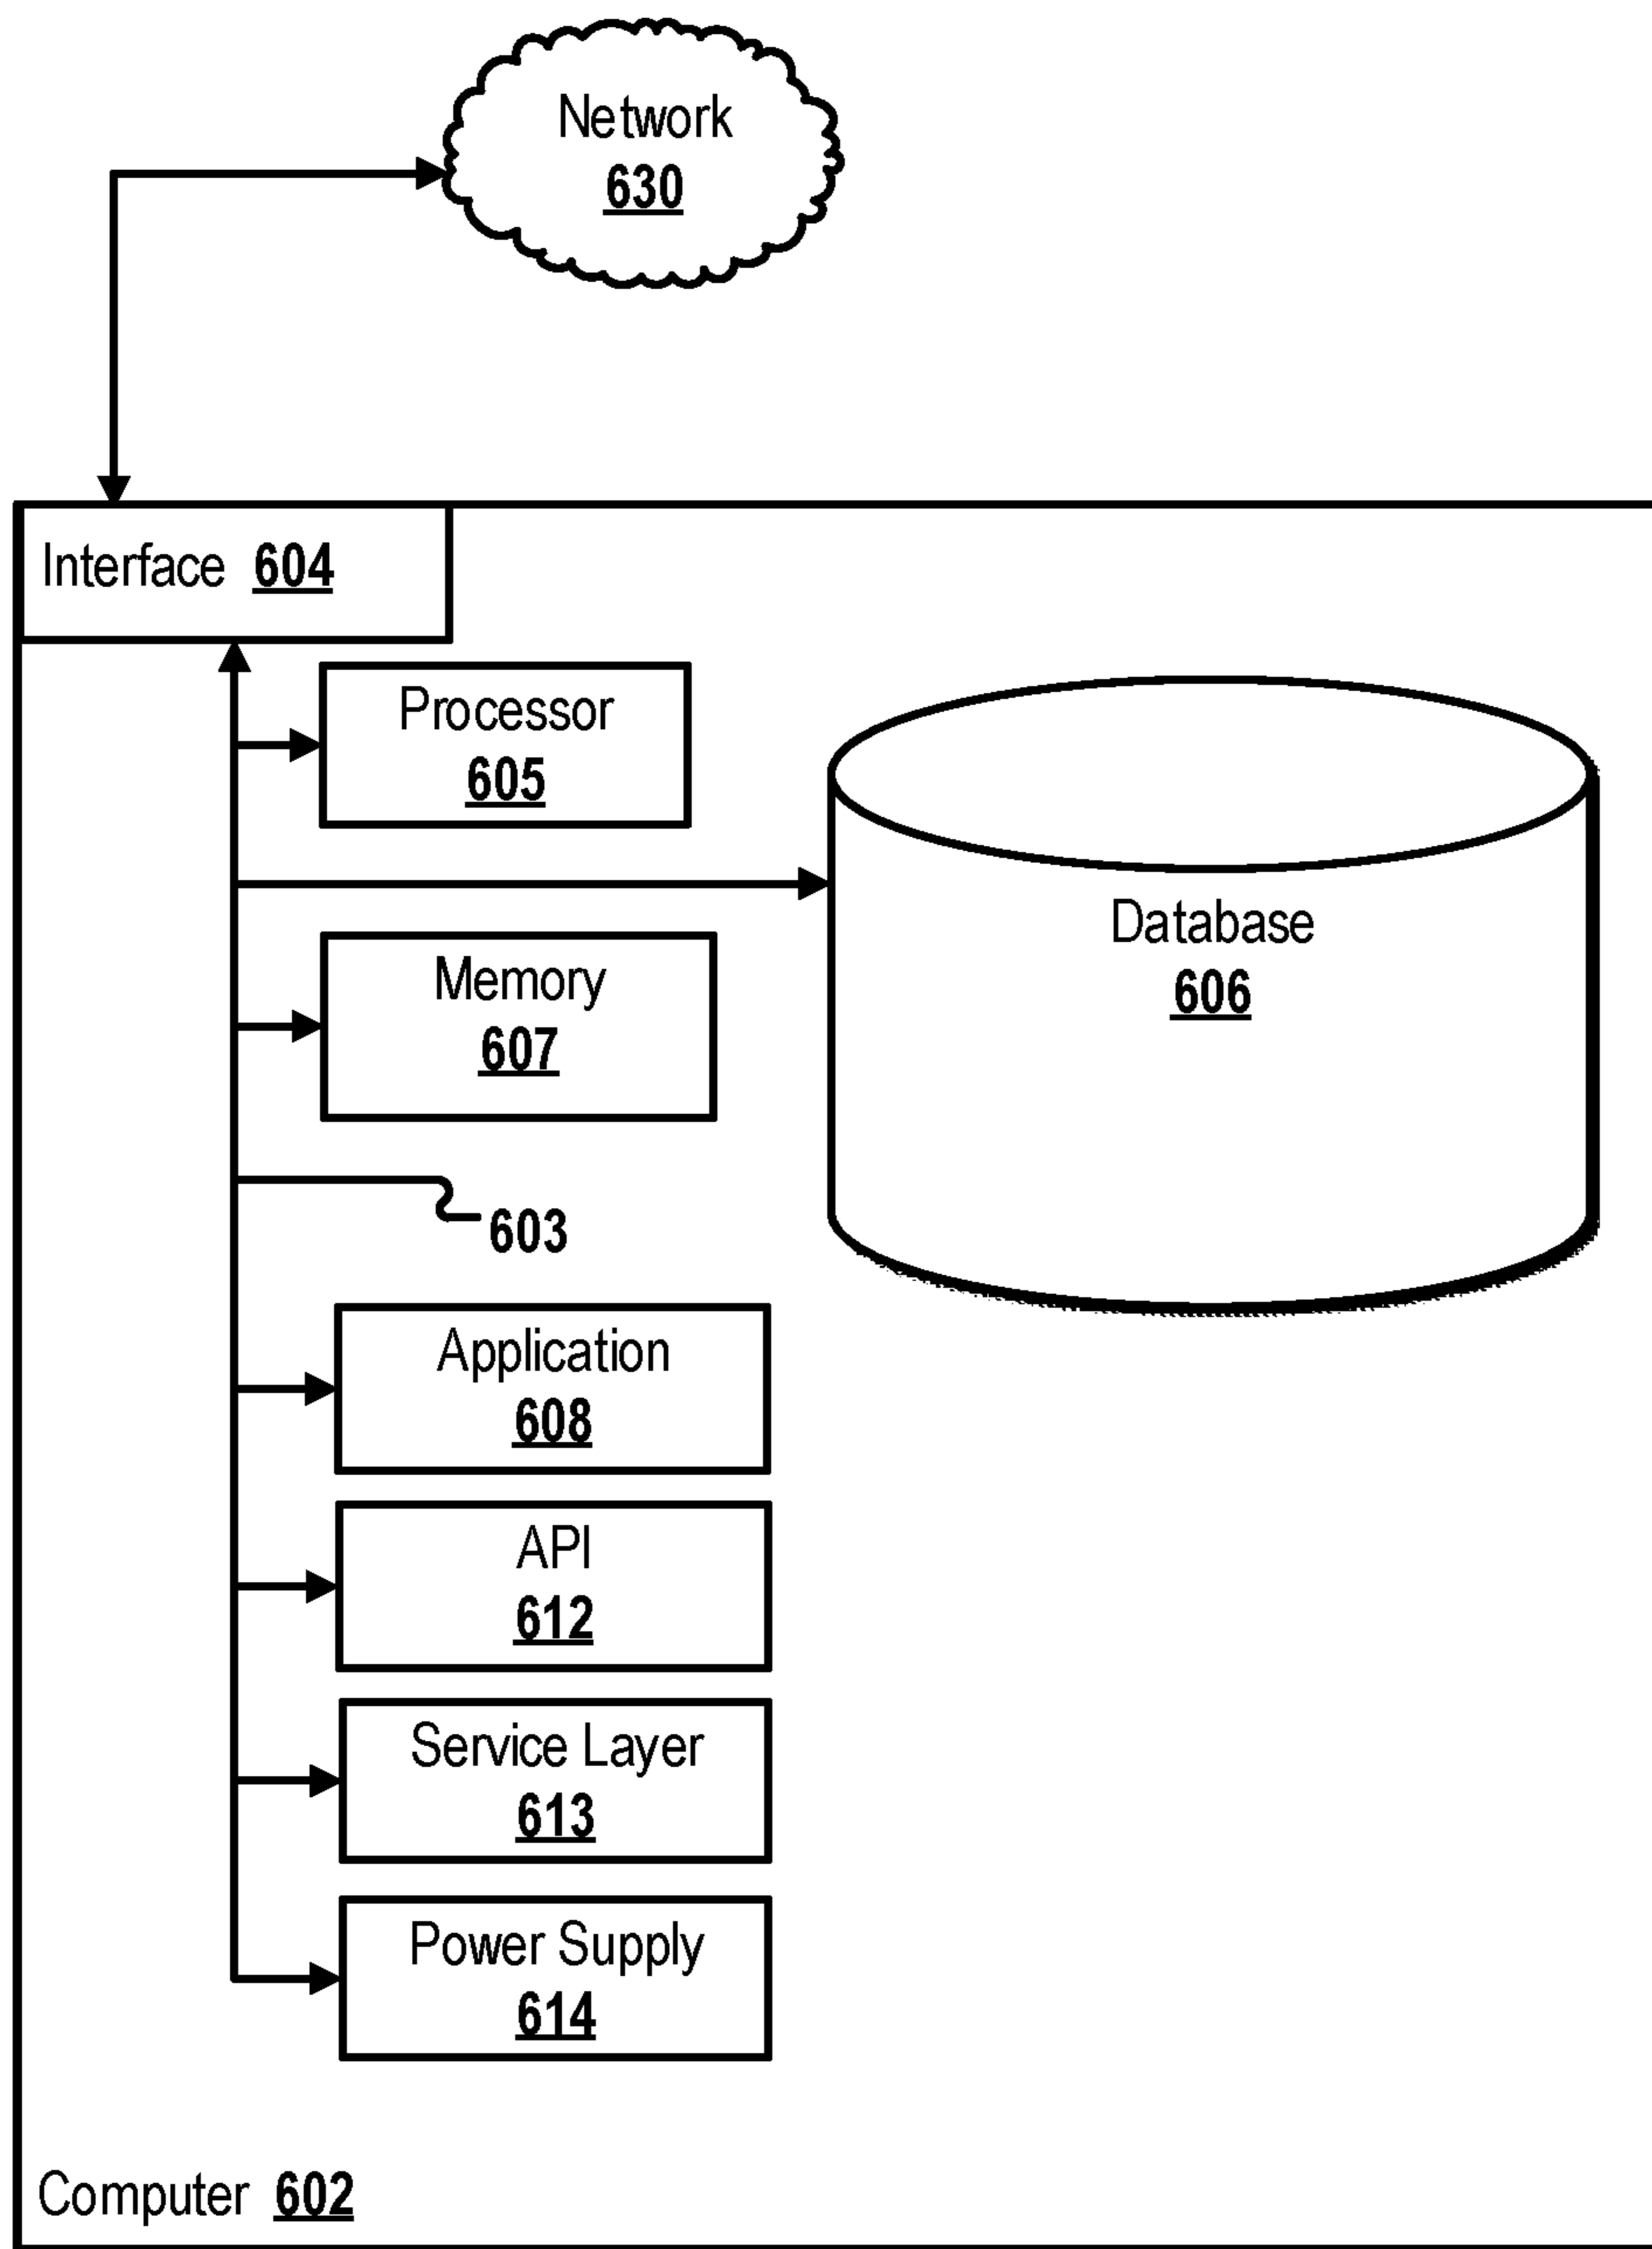 Network
630
Interface 604
Processor
605
Database
606
Memory
607
603
Application
608
API
612
Service Layer
613
Power Supply
614
Computer 602